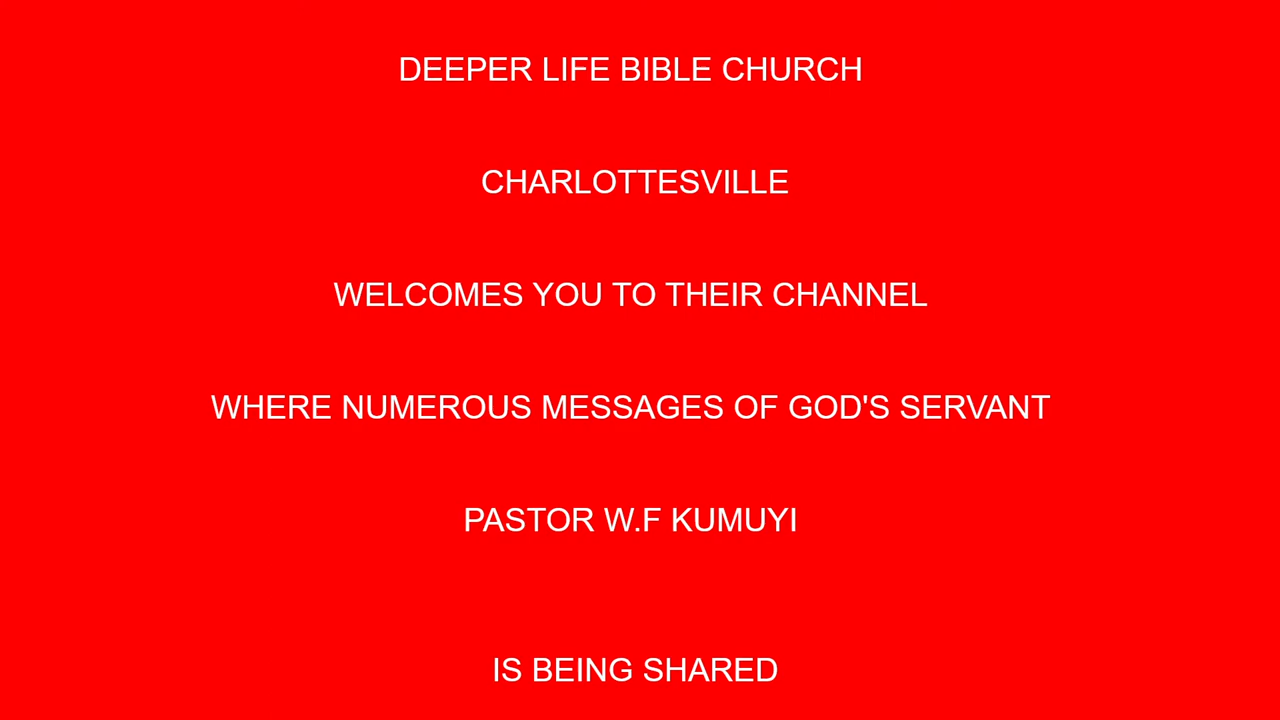 DEEPER LIFE BIBLE CHURCH
CHARLOTTESVILLE
WELCOMES YOU TO THEIR CHANNEL
WHERE NUMEROUS MESSAGES OF GOD'S SERVANT
PASTOR W.F KUMUYI
IS BEING SHARED